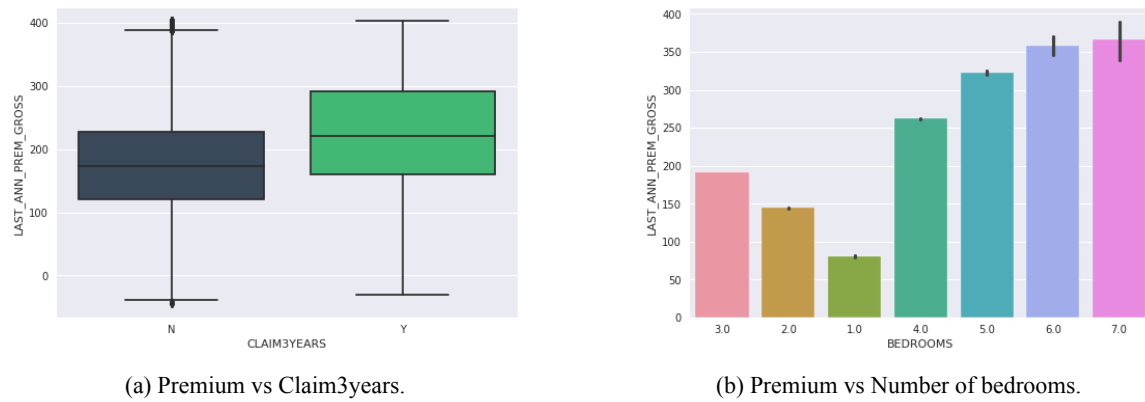 400
300
200
100
0
LAST_ANN_PREM_GROSS
N Y
CLAIM3YEARS
(a) Premium vs Claim3years.
400
350
300
250
200
150
100
50
0
LAST_ANN_PREM_GROSS
3.0 2.0 1.0 4.0 5.0 6.0 7.0
BEDROOMS
(b) Premium vs Number of bedrooms.